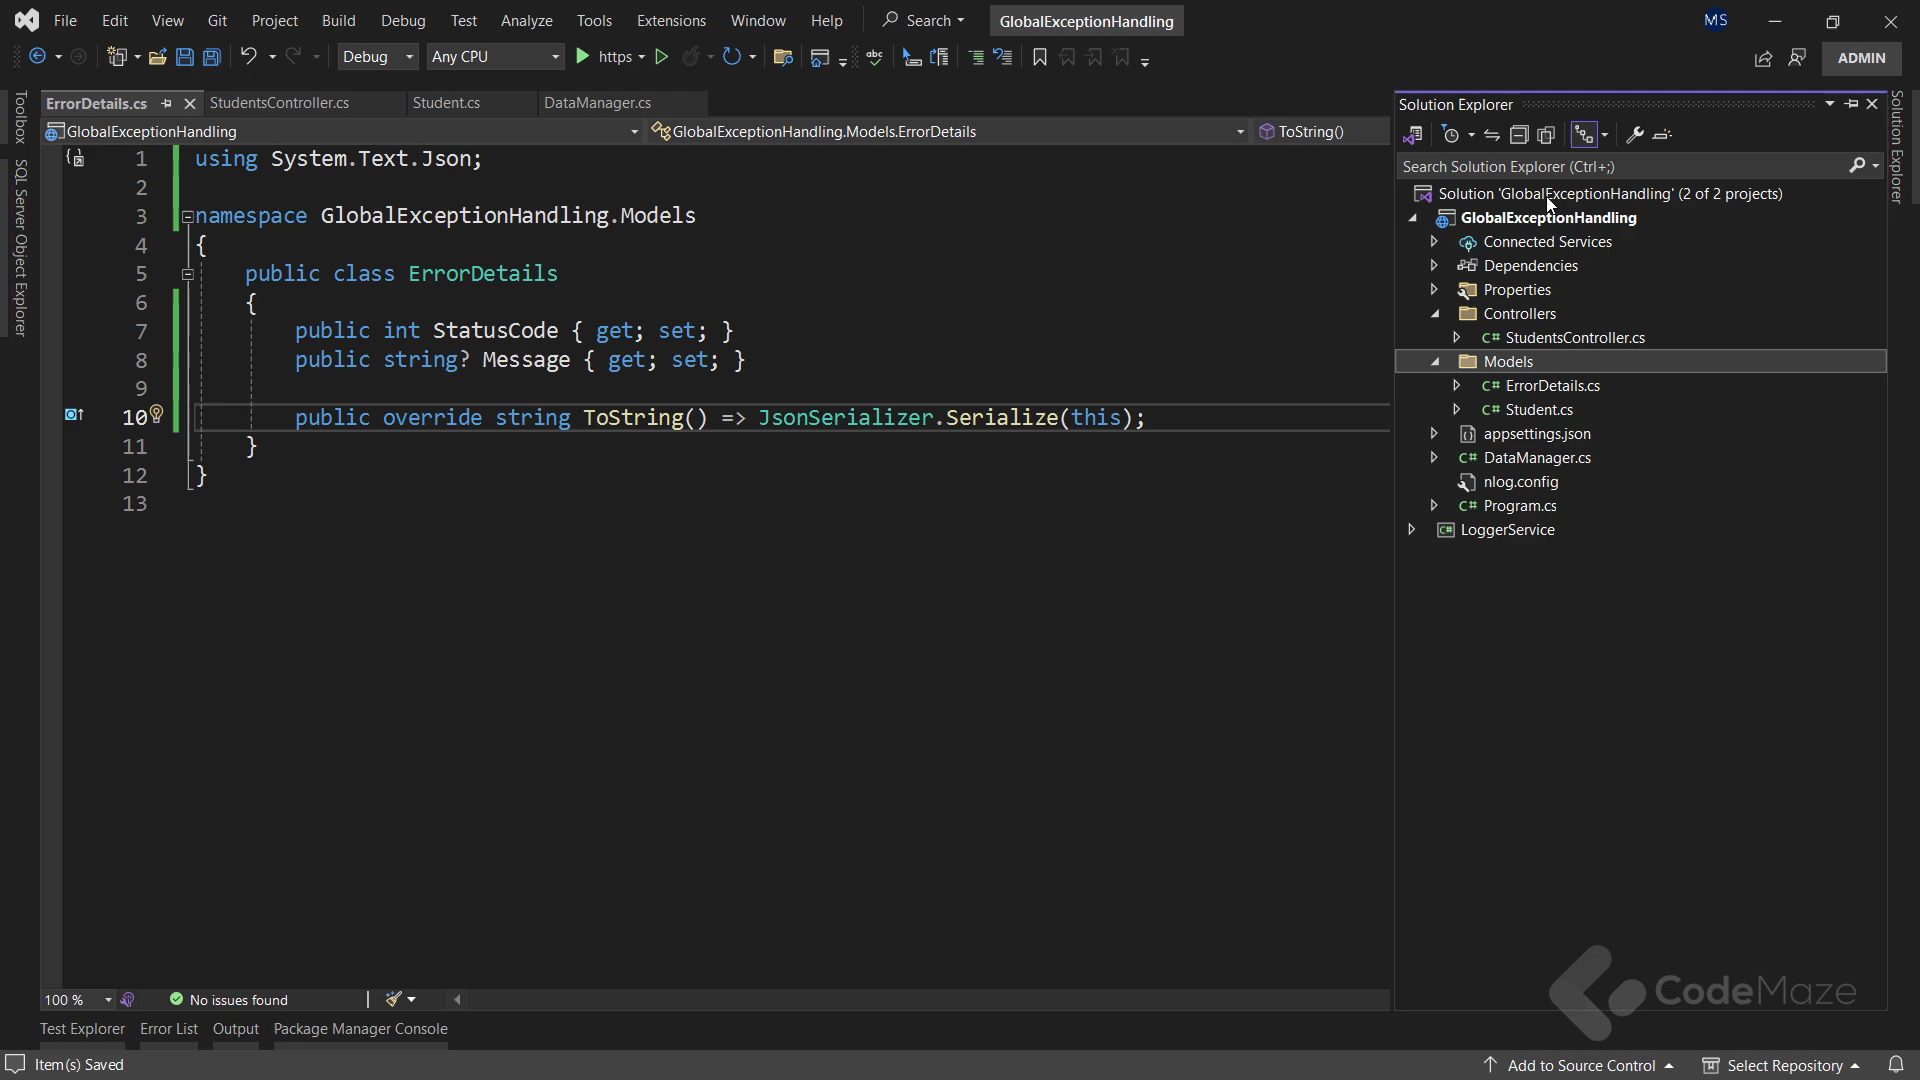 File Edit View Git Project Build Debug Test Analyze Tools Extensions Window Help Search GlobalExceptionHandling MS
Debug Any CPU https abc ADMIN
Toolbox
SQL Server Object Explorer
ErrorDetails.cs StudentsController.cs Student.cs DataManager.cs
GlobalExceptionHandling GlobalExceptionHandling.Models.ErrorDetails ToString()
1 using System.Text.Json;
2
3 namespace GlobalExceptionHandling.Models
4 {
5 public class ErrorDetails
6 {
7 public int StatusCode { get; set; }
8 public string? Message { get; set; }
9
10 public override string ToString() => JsonSerializer.Serialize(this);
11 }
12 }
13
Solution Explorer
Search Solution Explorer (Ctrl+;)
Solution 'GlobalExceptionHandling' (2 of 2 projects)
GlobalExceptionHandling
Connected Services
Dependencies
Properties
Controllers
C# StudentsController.cs
Models
C# ErrorDetails.cs
C# Student.cs
appsettings.json
C# DataManager.cs
nlog.config
C# Program.cs
C# LoggerService
Solution Explorer
CodeMaze
100 % No issues found
Test Explorer Error List Output Package Manager Console
Item(s) Saved Add to Source Control Select Repository